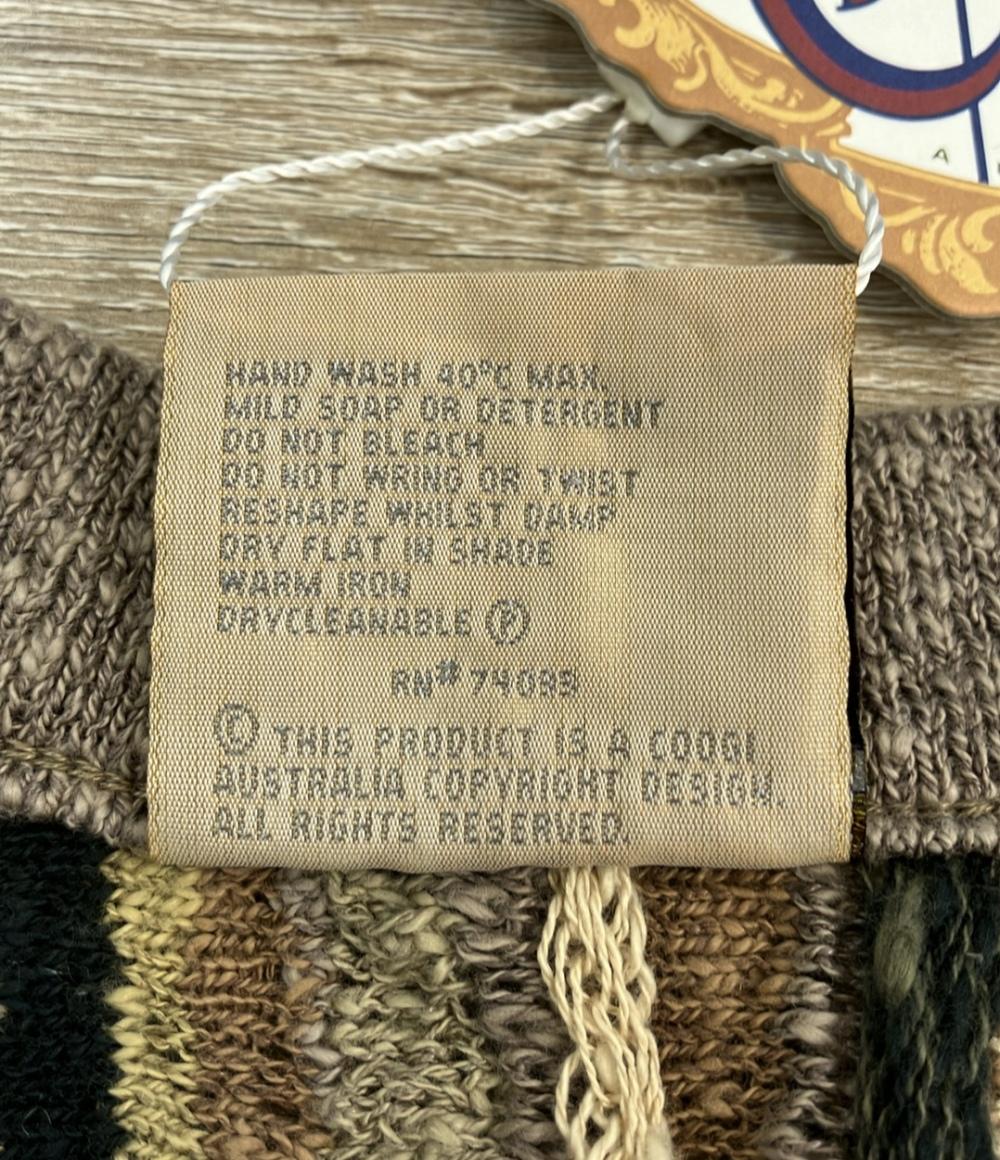 A
HAND WASH 40°C MAX.
MILD SOAP OR DETERGENT
DO NOT BLEACH
DO NOT WRING OR TWIST
RESHAPE WHILST DAMP
DRY FLAT IN SHADE
WARM IRON
DRYCLEANABLE Ⓟ
RN#
© THIS PRODUCT IS A COOGI
AUSTRALIA COPYRIGHT DESIGN.
ALL RIGHTS RESERVED.